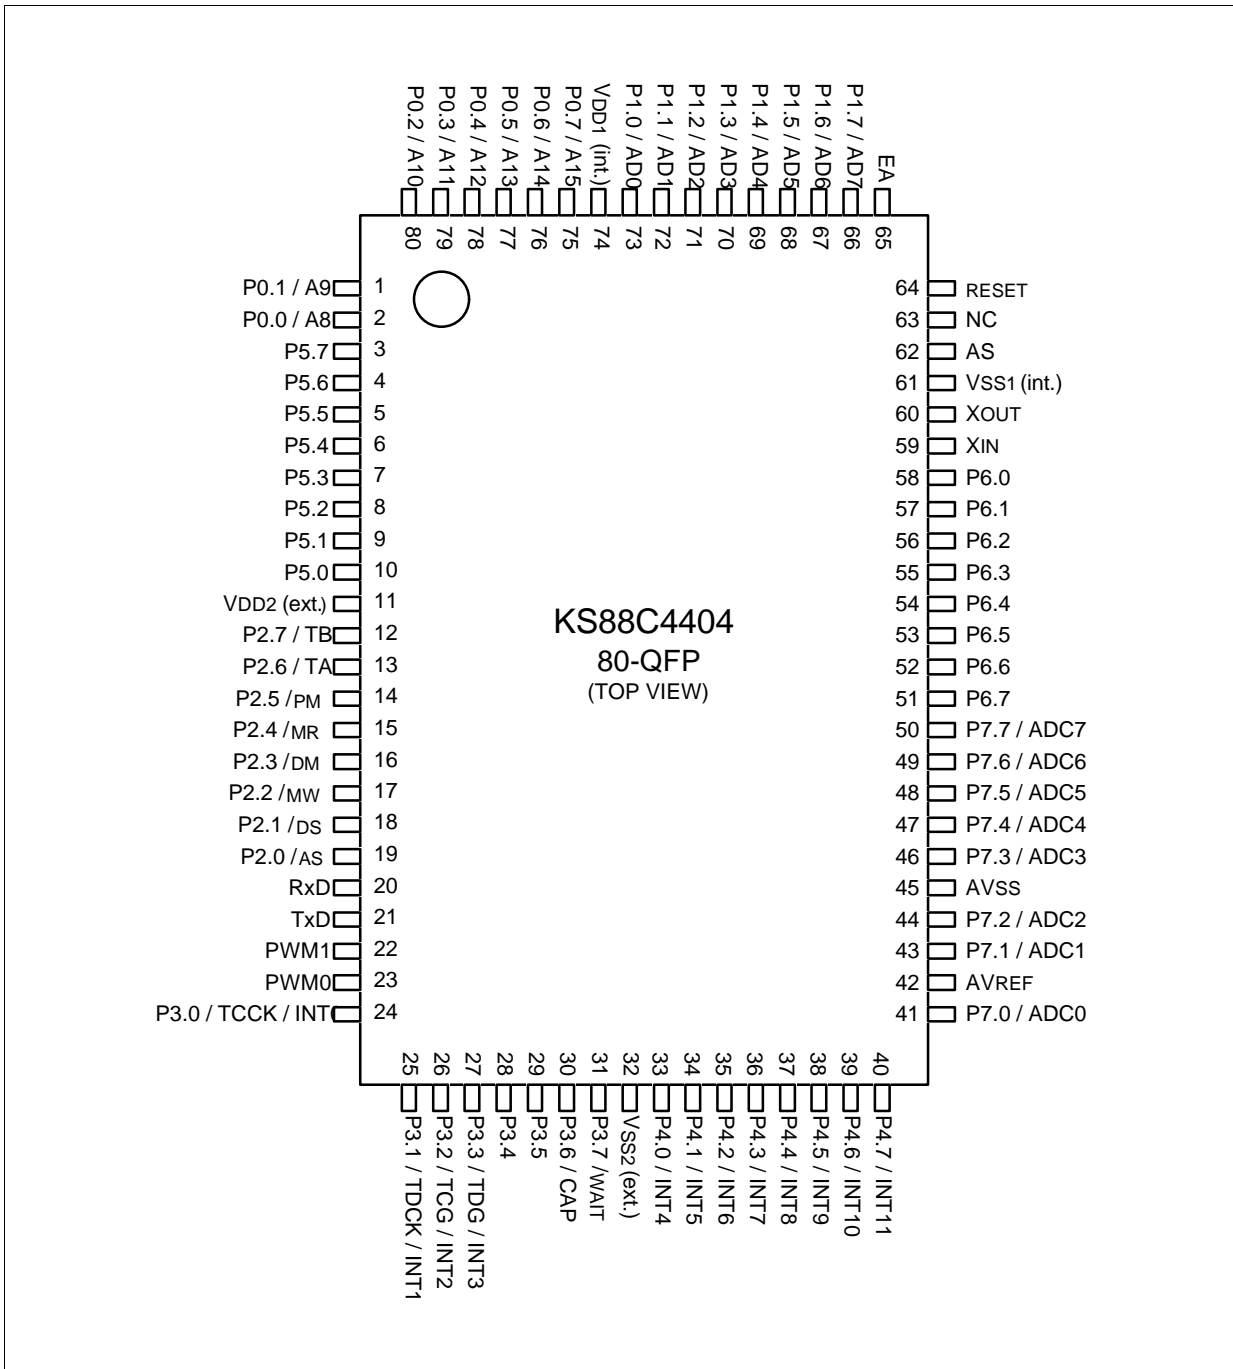 P0.2 / A10
P0.3 / A11
P0.4 / A12
P0.5 / A13
P0.6 / A14
P0.7 / A15
VDD1 (int.)
P1.0 / AD0
P1.1 / AD1
P1.2 / AD2
P1.3 / AD3
P1.4 / AD4
P1.5 / AD5
P1.6 / AD6
P1.7 / AD7
EA
80
79
78
77
76
75
74
73
72
71
70
69
68
67
66
65
P0.1 / A9 1
P0.0 / A8 2
P5.7 3
P5.6 4
P5.5 5
P5.4 6
P5.3 7
P5.2 8
P5.1 9
P5.0 10
VDD2 (ext.) 11
P2.7 / TB 12
P2.6 / TA 13
P2.5 / PM 14
P2.4 / MR 15
P2.3 / DM 16
P2.2 / MW 17
P2.1 / DS 18
P2.0 / AS 19
RxD 20
TxD 21
PWM1 22
PWM0 23
P3.0 / TCCK / 24
KS88C4404
80-QFP
(TOP VIEW)
64 RESET
63 NC
62 AS
61 VSS1 (int.)
60 XOUT
59 XIN
58 P6.0
57 P6.1
56 P6.2
55 P6.3
54 P6.4
53 P6.5
52 P6.6
51 P6.7
50 P7.7 / ADC7
49 P7.6 / ADC6
48 P7.5 / ADC5
47 P7.4 / ADC4
46 P7.3 / ADC3
45 AVSS
44 P7.2 / ADC2
43 P7.1 / ADC1
42 AVREF
41 P7.0 / ADC0
25
26
27
28
29
30
31
32
33
34
35
36
37
38
39
40
P3.1 / TDCK / INT1
P3.2 / TCG / INT2
P3.3 / TDG / INT3
P3.4
P3.5
P3.6 / CAP
P3.7 / WAIT
VSS2 (ext.)
P4.0 / INT4
P4.1 / INT5
P4.2 / INT6
P4.3 / INT7
P4.4 / INT8
P4.5 / INT9
P4.6 / INT10
P4.7 / INT11